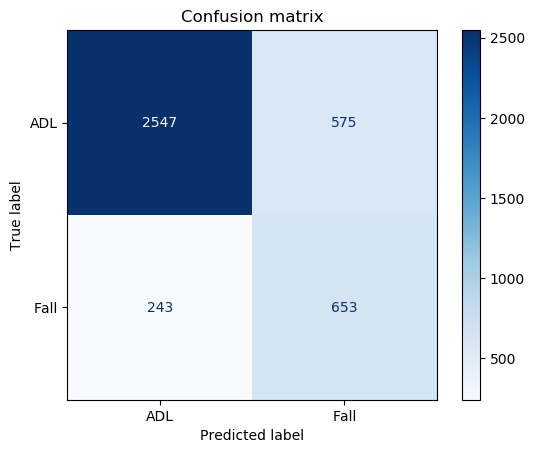 Confusion matrix
True label
ADL
2547
575
Fall
243
653
ADL
Fall
Predicted label
2500
2000
1500
1000
500